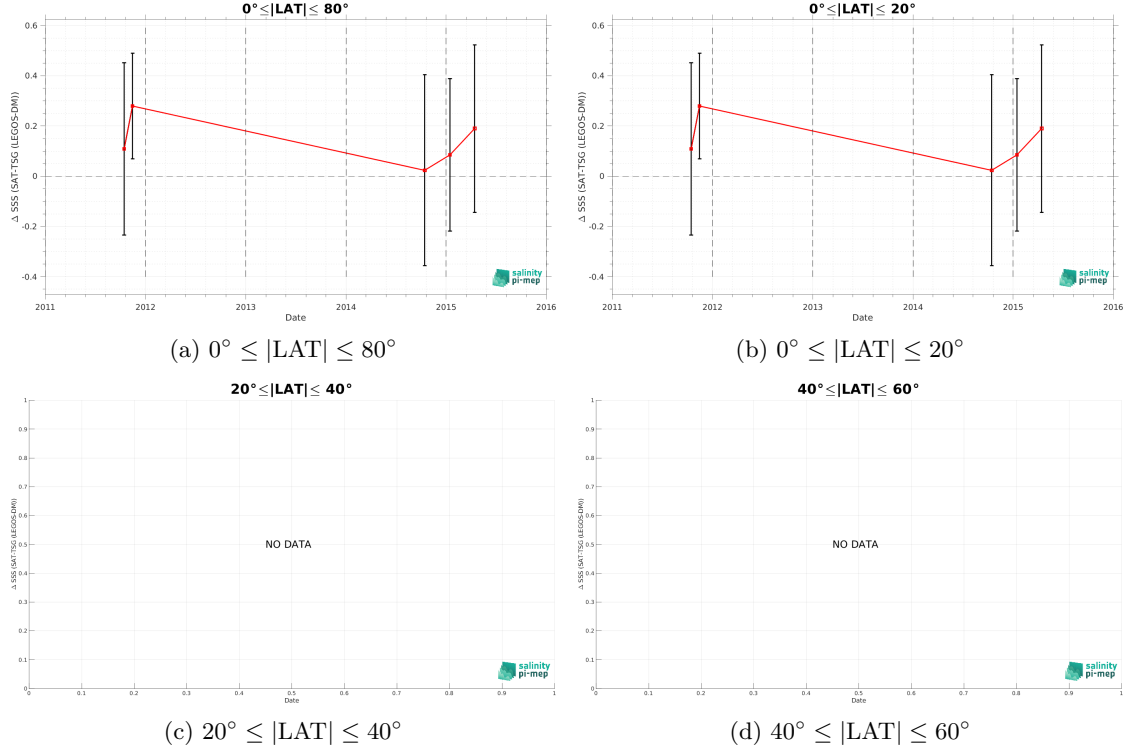 0°≤|LAT|≤ 80°
0.6
0.4
0.2
0
-0.2
-0.4
Δ SSS (SAT-TSG (LEGOS-DM))
2011 2012 2013 2014 2015 2016
Date
salinity
pi-mep
(a) 0° ≤ |LAT| ≤ 80°
0°≤|LAT|≤ 20°
0.6
0.4
0.2
0
-0.2
-0.4
Δ SSS (SAT-TSG (LEGOS-DM))
2011 2012 2013 2014 2015 2016
Date
salinity
pi-mep
(b) 0° ≤ |LAT| ≤ 20°
20°≤|LAT|≤ 40°
1
0.9
0.8
0.7
0.6
0.5
0.4
0.3
0.2
0.1
0
Δ SSS (SAT-TSG (LEGOS-DM))
NO DATA
0 0.1 0.2 0.3 0.4 0.5 0.6 0.7 0.8 0.9 1
Date
salinity
pi-mep
(c) 20° ≤ |LAT| ≤ 40°
40°≤|LAT|≤ 60°
1
0.9
0.8
0.7
0.6
0.5
0.4
0.3
0.2
0.1
0
Δ SSS (SAT-TSG (LEGOS-DM))
NO DATA
0 0.1 0.2 0.3 0.4 0.5 0.6 0.7 0.8 0.9 1
Date
salinity
pi-mep
(d) 40° ≤ |LAT| ≤ 60°